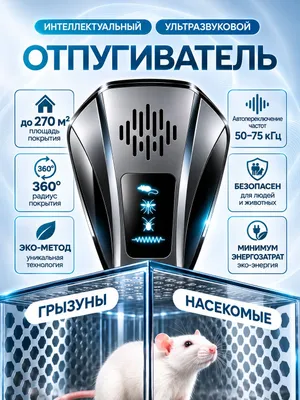 ИНТЕЛЛЕКТУАЛЬНЫЙ УЛЬТРАЗВУКОВОЙ
ОТПУГИВАТЕЛЬ
до 270 м²
площадь
покрытия
Автопереключение
частот
50-75 кГц
360°
360°
радиус
покрытия
БЕЗОПАСЕН
для людей
и животных
ЭКО-МЕТОД
уникальная
технология
МИНИМУМ
ЭНЕРГОЗАТРАТ
эко-энергия
ГРЫЗУНЫ
НАСЕКОМЫЕ